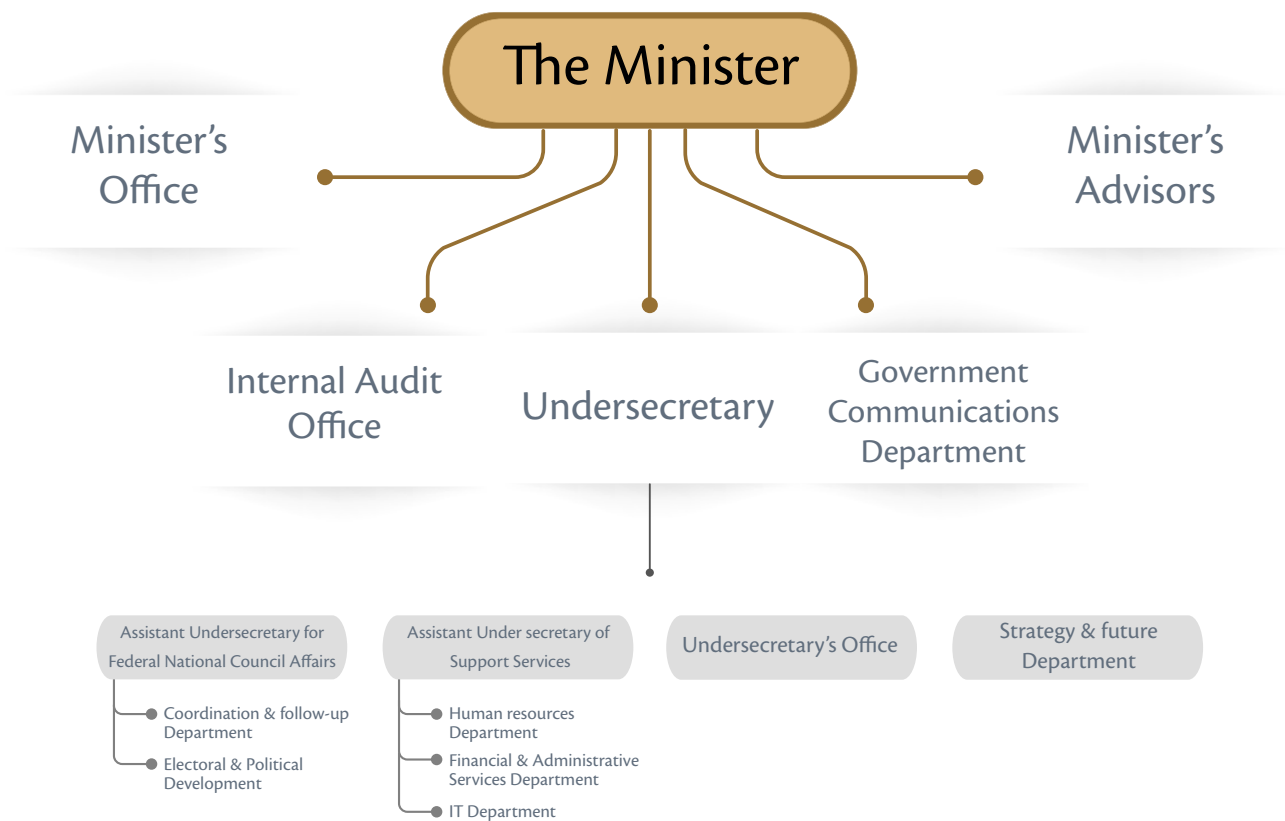 The Minister
Minister's
Office
Minister's
Advisors
Internal Audit
Office
Undersecretary
Government
Communications
Department
Assistant Undersecretary for
Federal National Council Affairs
Coordination & follow-up
Department
Electoral & Political
Development
Assistant Under secretary of
Support Services
Human resources
Department
Financial & Administrative
Services Department
IT Department
Undersecretary's Office
Strategy & future
Department